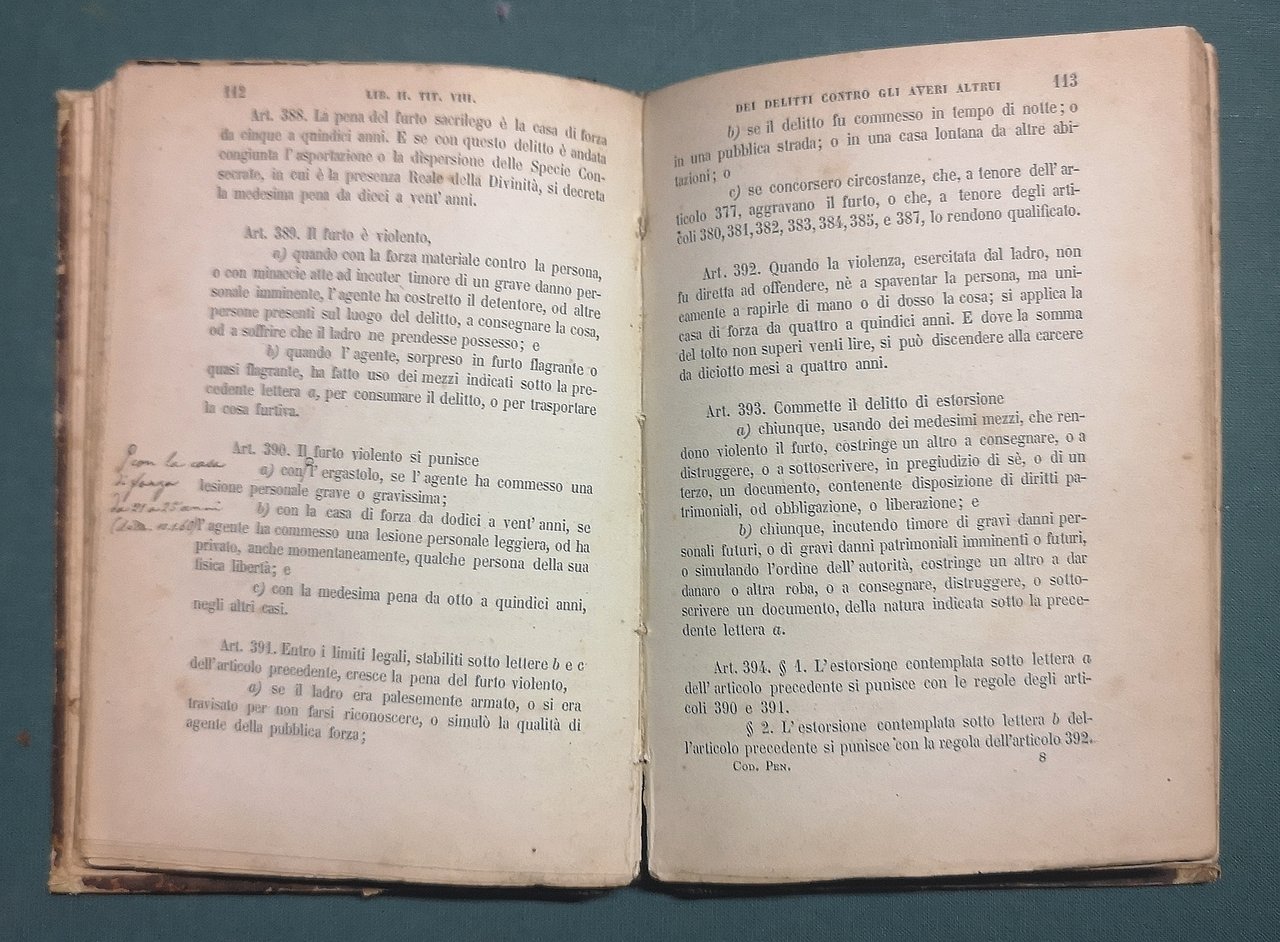 112
LIB. II. TIT. VIII.
Art. 388. La pena del furto sacrilego è la casa di forza
da cinque a quindici anni. E se con questo delitto è andata
congiunta l'asportazione o la dispersione delle Specie Con-
secrate, in cui è la presenza Reale della Divinità, si decreta
la medesima pena da dieci a vent'anni.
Art. 389. Il furto è violento,
a) quando con la forza materiale contro la persona,
o con minaccie atte ad incuter timore di un grave danno per-
sonale imminente, l'agente ha costretto il detentore, od altre
persone presenti sul luogo del delitto, a consegnare la cosa,
od a soffrire che il ladro ne prendesse possesso; e
b) quando l'agente, sorpreso in furto flagrante o
quasi flagrante, ha fatto uso dei mezzi indicati sotto la pre-
cedente lettera a, per consumare il delitto, o per trasportare
la cosa furtiva.
Art. 390. Il furto violento si punisce
a) con l'ergastolo, se l'agente ha commesso una
lesione personale grave o gravissima;
b) con la casa di forza da dodici a vent'anni, se
l'agente ha commesso una lesione personale leggiera, od ha
privato, anche momentaneamente, qualche persona della sua
fisica libertà; e
c) con la medesima pena da otto a quindici anni,
negli altri casi.
con la casa
di forza
da 21 a 25 anni
Art. 391. Entro i limiti legali, stabiliti sotto lettere b e c
dell'articolo precedente, cresce la pena del furto violento,
a) se il ladro era palesemente armato, o si era
travisato per non farsi riconoscere, o simulò la qualità di
agente della pubblica forza;
DEI DELITTI CONTRO GLI AVERI ALTRUI
113
b) se il delitto fu commesso in tempo di notte; o
in una pubblica strada; o in una casa lontana da altre abi-
tazioni; o
c) se concorsero circostanze, che, a tenore dell'ar-
ticolo 377, aggravano il furto, o che, a tenore degli arti-
coli 380, 381, 382, 383, 384, 385, e 387, lo rendono qualificato.
Art. 392. Quando la violenza, esercitata dal ladro, non
fu diretta ad offendere, nè a spaventar la persona, ma uni-
camente a rapirle di mano o di dosso la cosa; si applica la
casa di forza da quattro a quindici anni. E dove la somma
del tolto non superi venti lire, si può discendere alla carcere
da diciotto mesi a quattro anni.
Art. 393. Commette il delitto di estorsione
a) chiunque, usando dei medesimi mezzi, che ren-
dono violento il furto, costringe un altro a consegnare, o a
distruggere, o a sottoscrivere, in pregiudizio di sè, o di un
terzo, un documento, contenente disposizione di diritti pa-
trimoniali, od obbligazione, o liberazione; e
b) chiunque, incutendo timore di gravi danni per-
sonali futuri, o di gravi danni patrimoniali imminenti o futuri,
o simulando l'ordine dell'autorità, costringe un altro a dar
danaro o altra roba, o a consegnare, distruggere, o sotto-
scrivere un documento, della natura indicata sotto la prece-
dente lettera a.
Art. 394. § 1. L'estorsione contemplata sotto lettera a
dell'articolo precedente si punisce con le regole degli arti-
coli 390 e 391.
§ 2. L'estorsione contemplata sotto lettera b del-
l'articolo precedente si punisce con la regola dell'articolo 392.
COD. PEN.
8